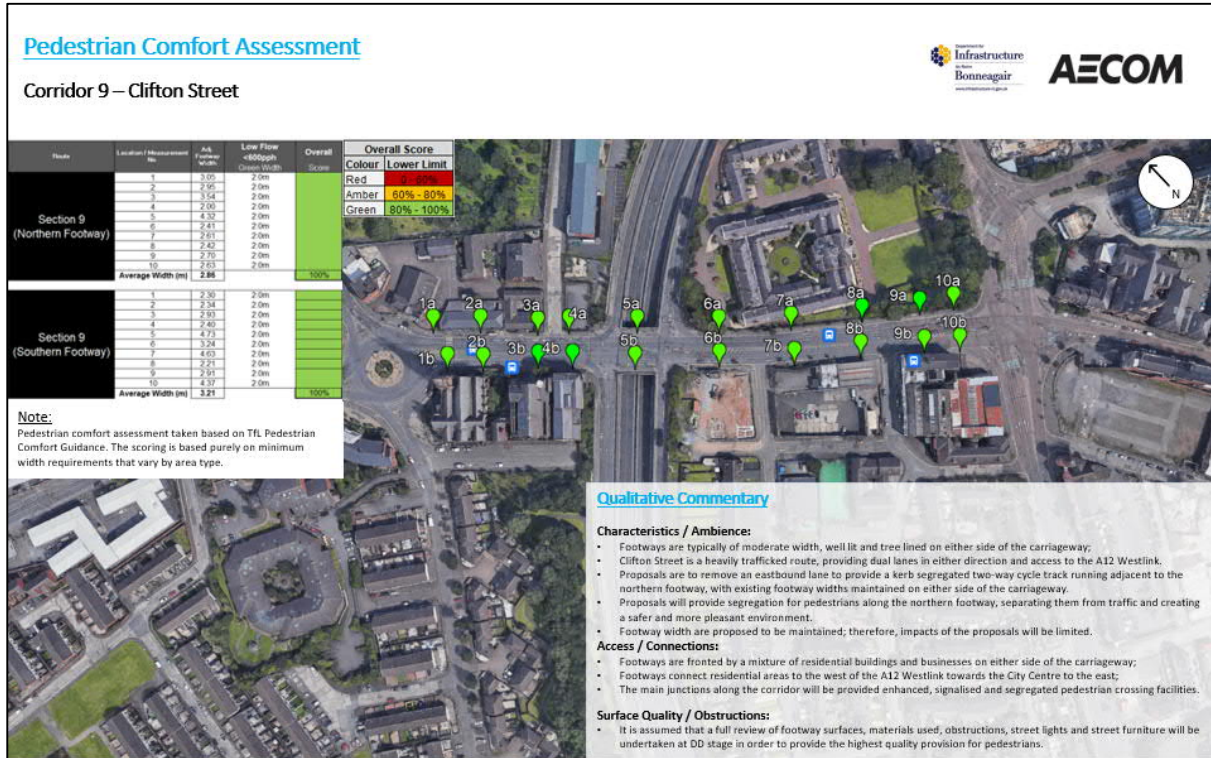 Pedestrian Comfort Assessment
Corridor 9 – Clifton Street
Department for
Infrastructure
Bonneagair
www.infrastructure-ni.gov.uk
AECOM
Route Location / Measurement No Adj. Footway Width Low Flow <600pph Green Width Overall Score
Section 9 (Northern Footway)
1 3.05 2.0m
2 2.95 2.0m
3 3.54 2.0m
4 2.00 2.0m
5 4.32 2.0m
6 2.41 2.0m
7 2.61 2.0m
8 2.42 2.0m
9 2.70 2.0m
10 2.63 2.0m
Average Width (m) 2.86 100%
Section 9 (Southern Footway)
1 2.30 2.0m
2 2.34 2.0m
3 2.93 2.0m
4 2.40 2.0m
5 4.73 2.0m
6 3.24 2.0m
7 4.63 2.0m
8 2.21 2.0m
9 2.91 2.0m
10 4.37 2.0m
Average Width (m) 3.21 100%
Overall Score
Colour Lower Limit
Red 0 - 60%
Amber 60% - 80%
Green 80% - 100%
N
1a 2a 3a 4a 5a 6a 7a 8a 9a 10a
1b 2b 3b 4b 5b 6b 7b 8b 9b 10b
Note:
Pedestrian comfort assessment taken based on TfL Pedestrian
Comfort Guidance. The scoring is based purely on minimum
width requirements that vary by area type.
Qualitative Commentary
Characteristics / Ambience:
• Footways are typically of moderate width, well lit and tree lined on either side of the carriageway;
• Clifton Street is a heavily trafficked route, providing dual lanes in either direction and access to the A12 Westlink.
• Proposals are to remove an eastbound lane to provide a kerb segregated two-way cycle track running adjacent to the
northern footway, with existing footway widths maintained on either side of the carriageway.
• Proposals will provide segregation for pedestrians along the northern footway, separating them from traffic and creating
a safer and more pleasant environment.
• Footway width are proposed to be maintained; therefore, impacts of the proposals will be limited.
Access / Connections:
• Footways are fronted by a mixture of residential buildings and businesses on either side of the carriageway;
• Footways connect residential areas to the west of the A12 Westlink towards the City Centre to the east;
• The main junctions along the corridor will be provided enhanced, signalised and segregated pedestrian crossing facilities.
Surface Quality / Obstructions:
• It is assumed that a full review of footway surfaces, materials used, obstructions, street lights and street furniture will be
undertaken at DD stage in order to provide the highest quality provision for pedestrians.